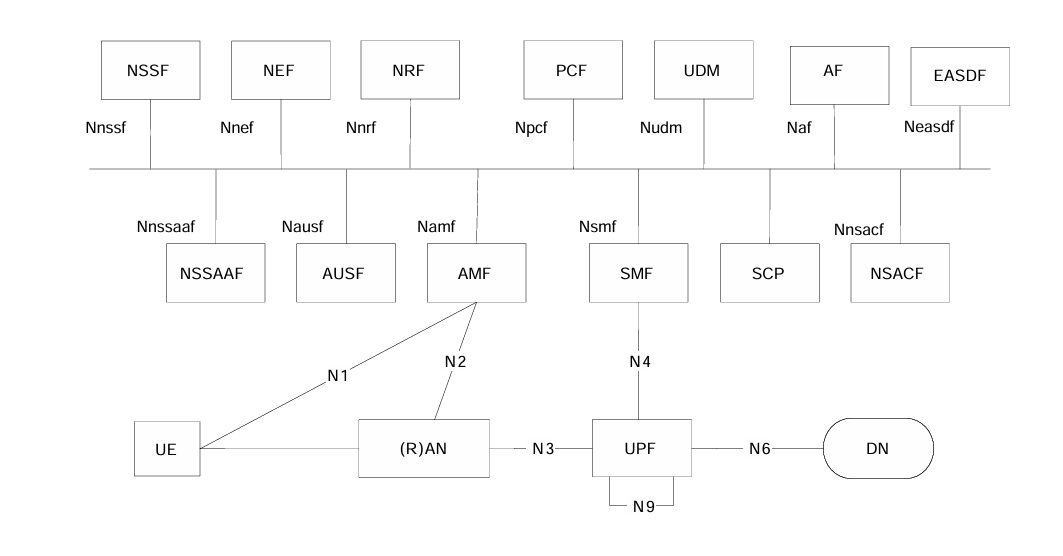 NSSF NEF NRF PCF UDM AF EASDF
Nnssf Nnef Nnrf Npcf Nudm Naf Neasdf
Nnssaaf Nausf Namf Nsmf Nnsacf
NSSAAF AUSF AMF SMF SCP NSACF
N1 N2 N4
UE (R)AN N3 UPF N6 DN
N9